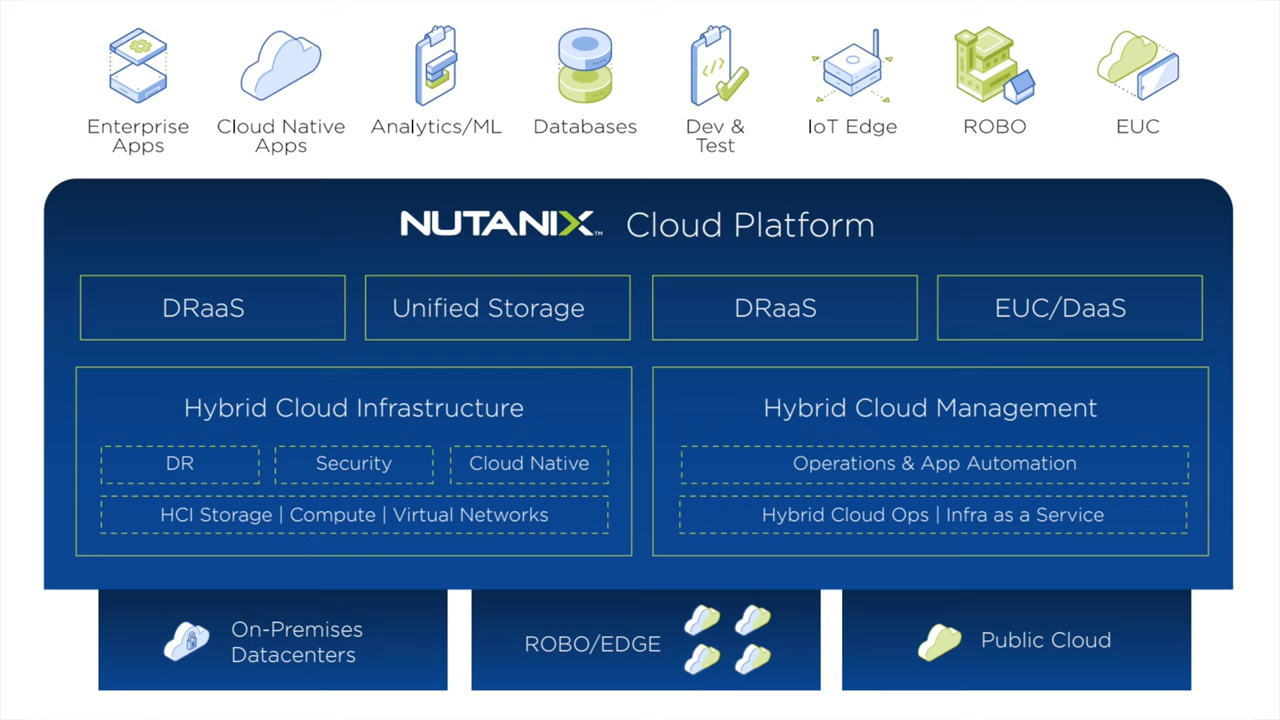 Enterprise
Apps
Cloud Native
Apps
Analytics/ML
Databases
Dev &
Test
IoT Edge
ROBO
EUC
NUTANIX™ Cloud Platform
DRaaS
Unified Storage
DRaaS
EUC/DaaS
Hybrid Cloud Infrastructure
DR
Security
Cloud Native
HCI Storage | Compute | Virtual Networks
Hybrid Cloud Management
Operations & App Automation
Hybrid Cloud Ops | Infra as a Service
On-Premises
Datacenters
ROBO/EDGE
Public Cloud